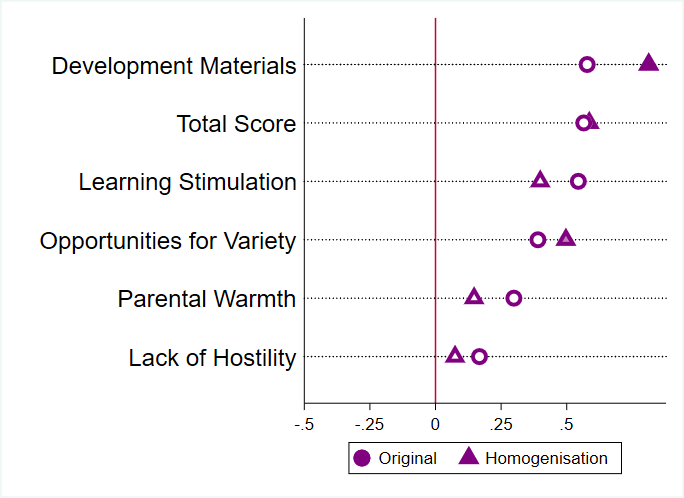 Development Materials
Total Score
Learning Stimulation
Opportunities for Variety
Parental Warmth
Lack of Hostility
-.5 -.25 0 .25 .5
Original Homogenisation